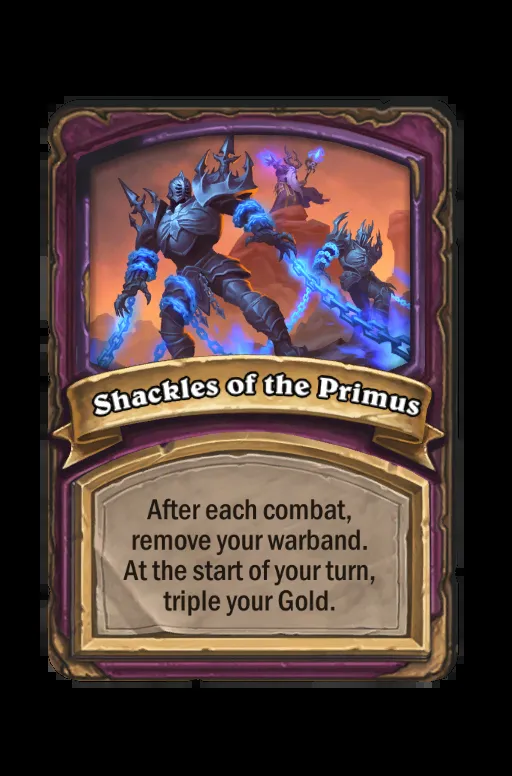 Shackles of the Primus
After each combat,
remove your warband.
At the start of your turn,
triple your Gold.